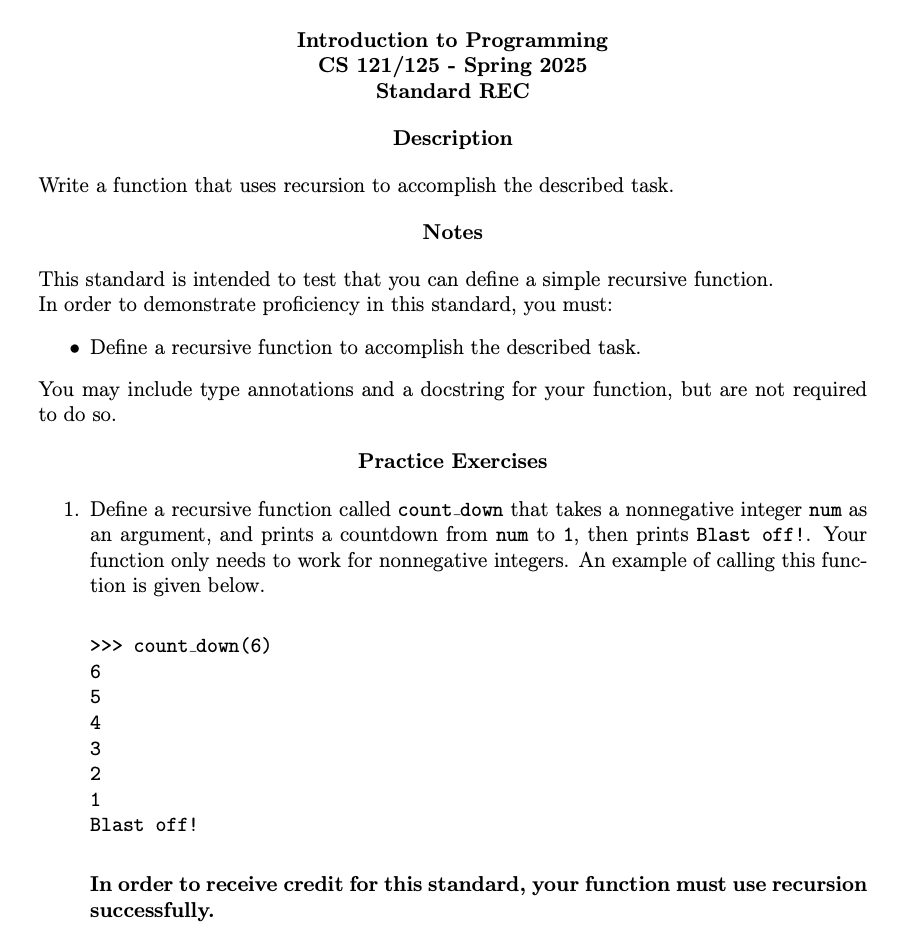 Introduction to Programming
CS 121/125 - Spring 2025
Standard REC
Description
Write a function that uses recursion to accomplish the described task.
Notes
This standard is intended to test that you can define a simple recursive function.
In order to demonstrate proficiency in this standard, you must:
• Define a recursive function to accomplish the described task.
You may include type annotations and a docstring for your function, but are not required
to do so.
Practice Exercises
1. Define a recursive function called count_down that takes a nonnegative integer num as
an argument, and prints a countdown from num to 1, then prints Blast off!. Your
function only needs to work for nonnegative integers. An example of calling this func-
tion is given below.
>>> count_down(6)
6
5
4
3
2
1
Blast off!
In order to receive credit for this standard, your function must use recursion
successfully.